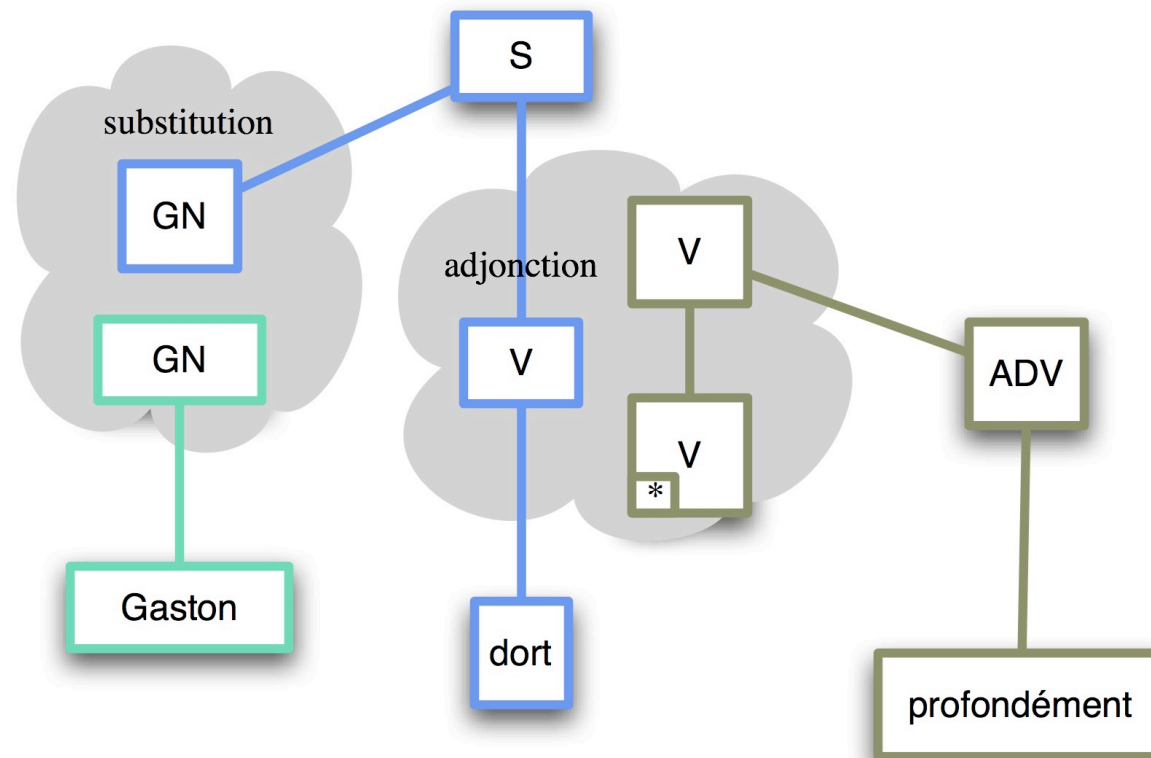 S
substitution
GN
V
adjonction
GN
V
ADV
V
*
Gaston
dort
profondément